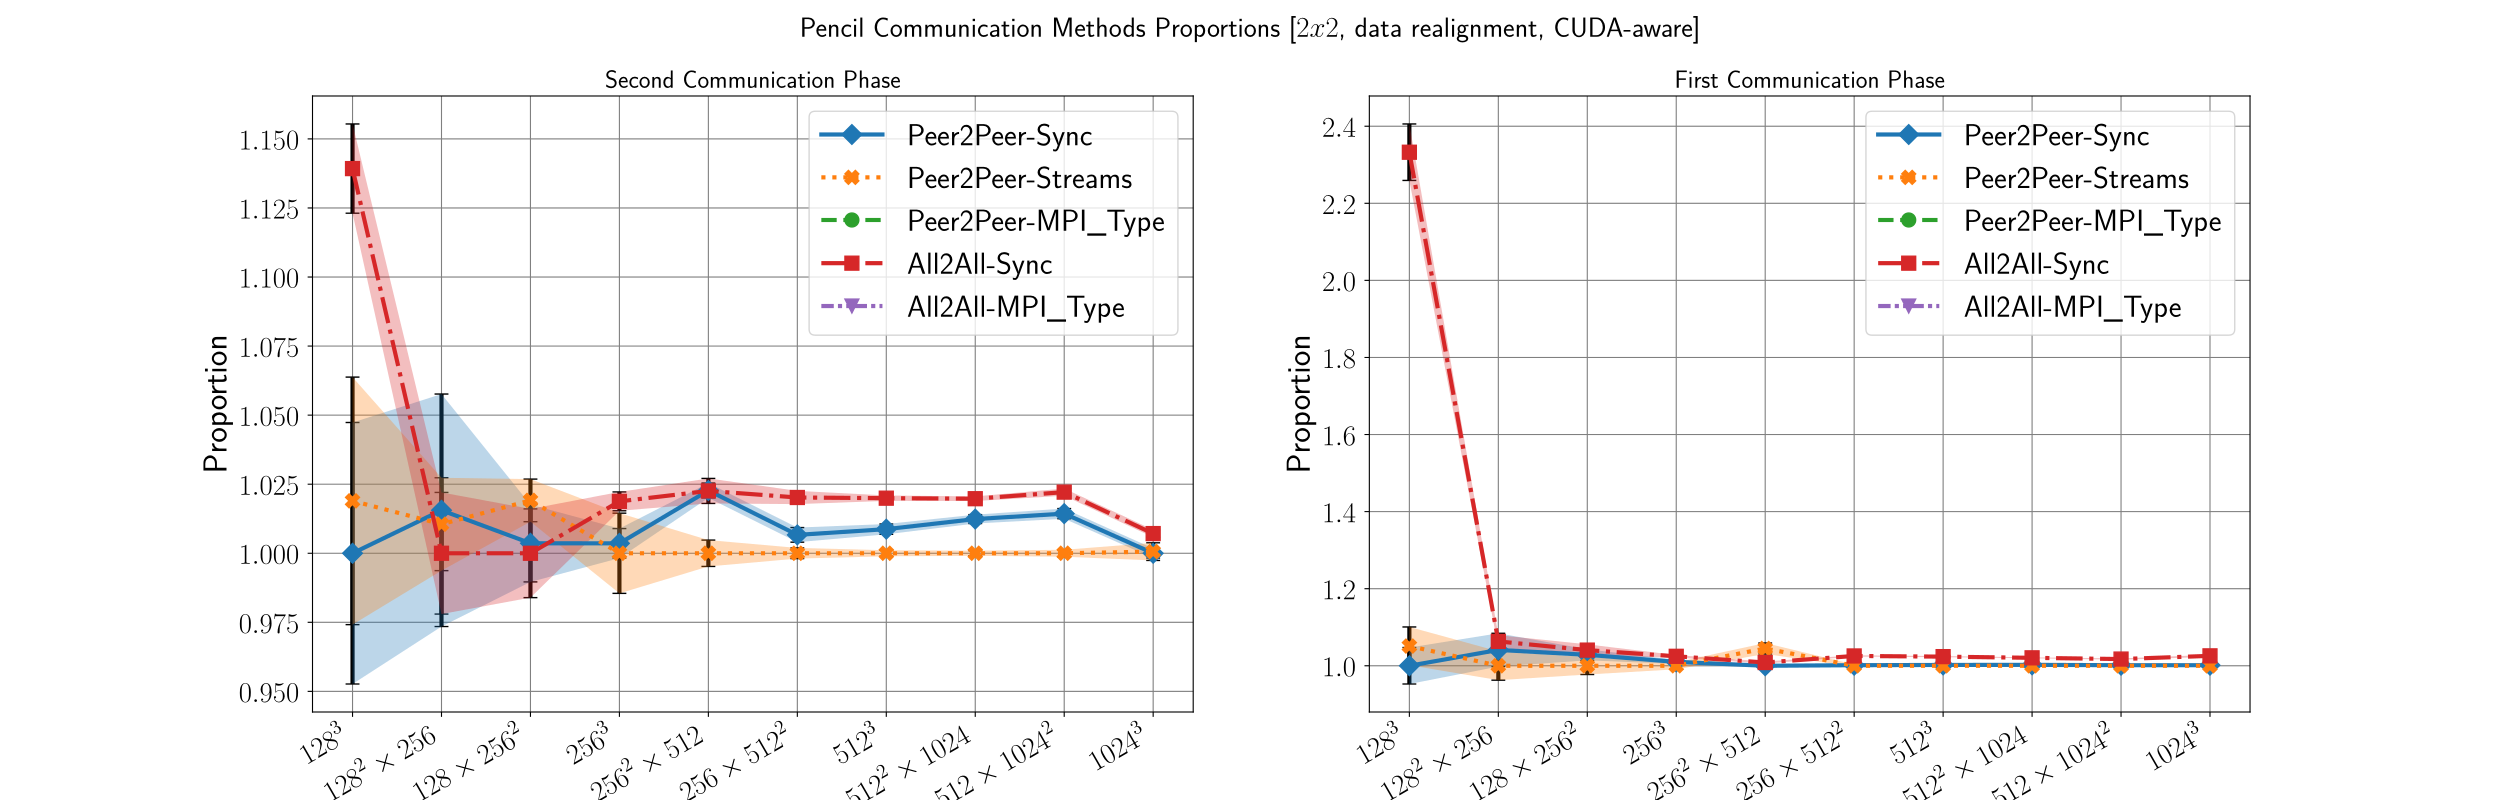 Pencil Communication Methods Proportions [2x2, data realignment, CUDA-aware]
Second Communication Phase
Proportion
1.150
1.125
1.100
1.075
1.050
1.025
1.000
0.975
0.950
Peer2Peer-Sync
Peer2Peer-Streams
Peer2Peer-MPI_Type
All2All-Sync
All2All-MPI_Type
128³
128² × 256
128 × 256²
256³
256² × 512
256 × 512²
512³
512² × 1024
512 × 1024²
1024³
First Communication Phase
Proportion
2.4
2.2
2.0
1.8
1.6
1.4
1.2
1.0
Peer2Peer-Sync
Peer2Peer-Streams
Peer2Peer-MPI_Type
All2All-Sync
All2All-MPI_Type
128³
128² × 256
128 × 256²
256³
256² × 512
256 × 512²
512³
512² × 1024
512 × 1024²
1024³